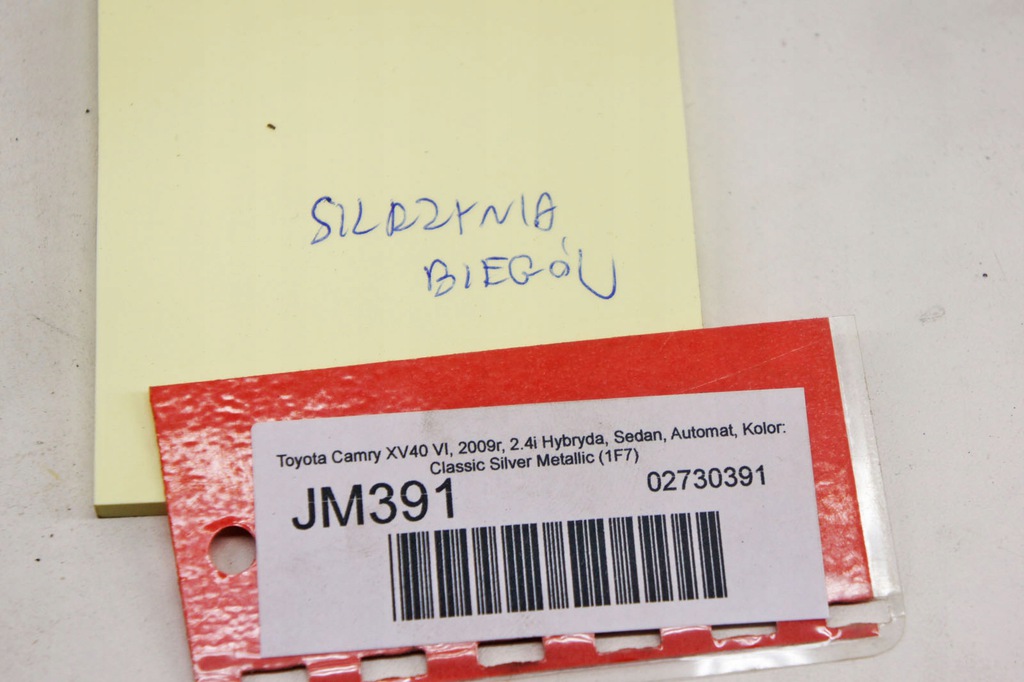 SKRZYNIA
BIEGÓW
Toyota Camry XV40 VI, 2009r, 2.4i Hybryda, Sedan, Automat, Kolor:
Classic Silver Metallic (1F7)
JM391 02730391